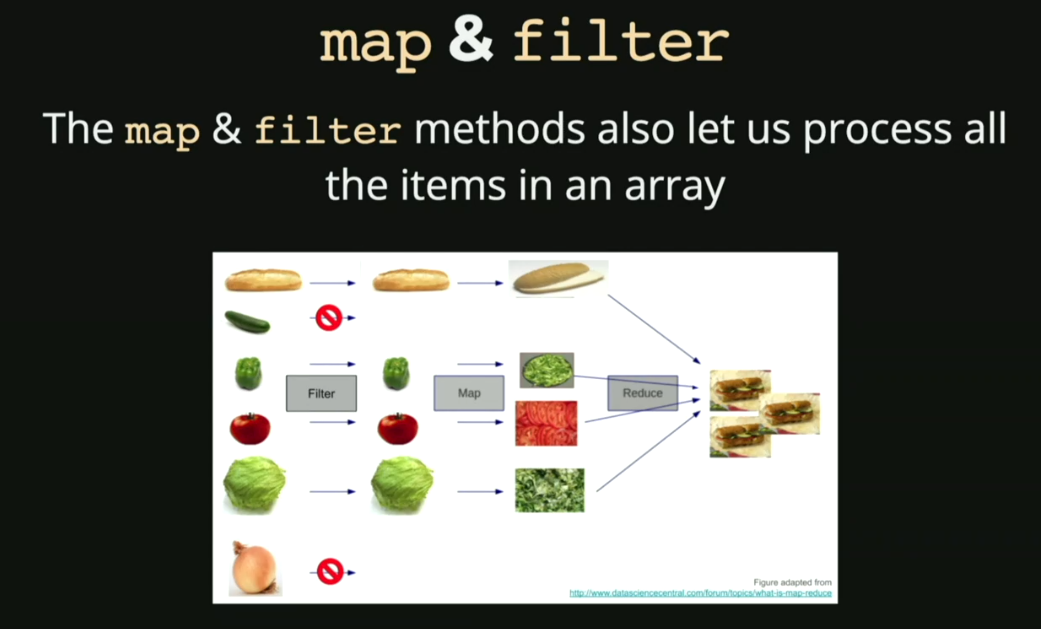 map & filter
The map & filter methods also let us process all
the items in an array
Filter
Map
Reduce
Figure adapted from
http://www.datasciencecentral.com/forum/topics/what-is-map-reduce